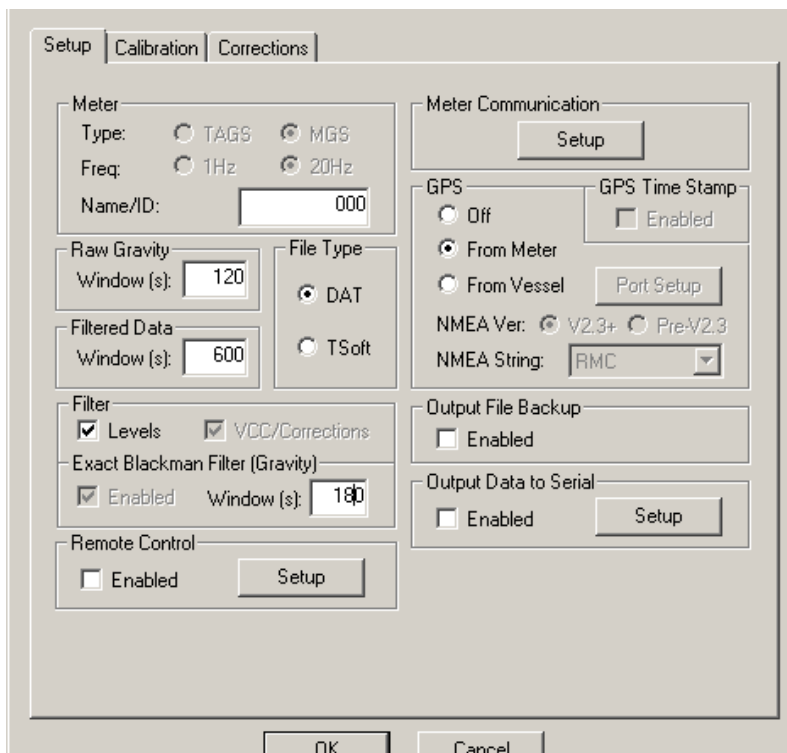 Setup Calibration Corrections
Meter
Type: TAGS MGS
Freq: 1Hz 20Hz
Name/ID: 000
Raw Gravity
Window (s): 120
File Type
DAT
TSoft
Filtered Data
Window (s): 600
Filter
Levels VCC/Corrections
Exact Blackman Filter (Gravity)
Enabled Window (s): 180
Remote Control
Enabled Setup
Meter Communication
Setup
GPS
GPS Time Stamp
Enabled
Off
From Meter
From Vessel Port Setup
NMEA Ver: V2.3+ Pre-V2.3
NMEA String: RMC
Output File Backup
Enabled
Output Data to Serial
Enabled Setup
OK Cancel